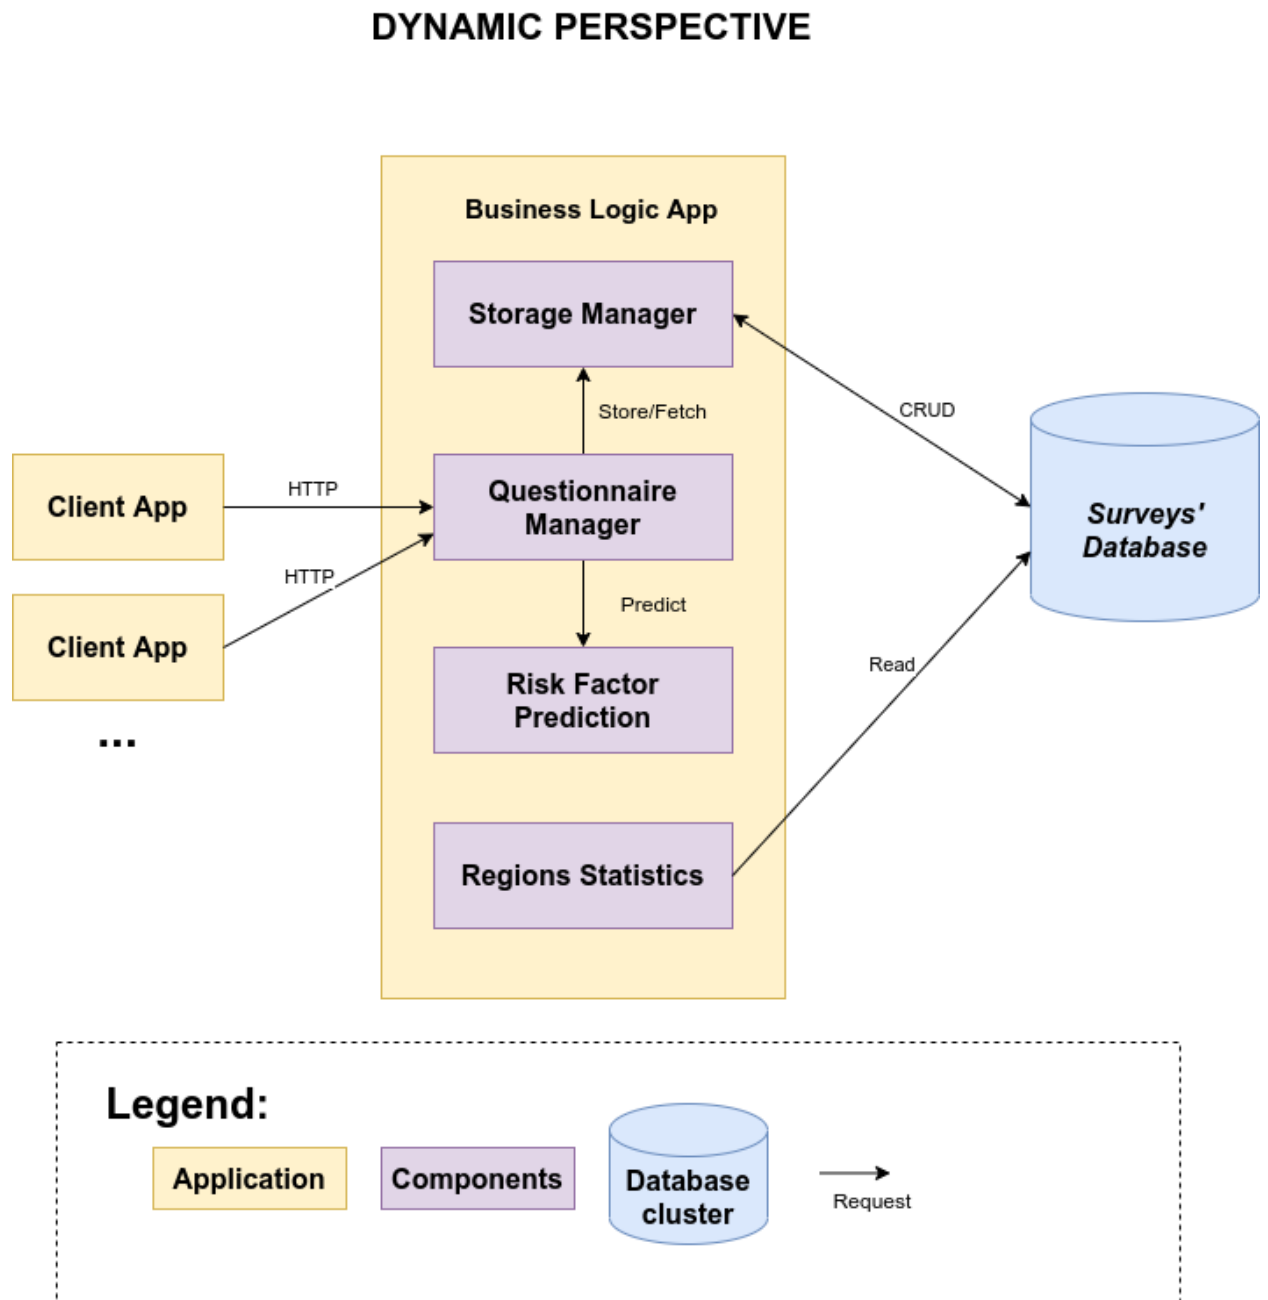 DYNAMIC PERSPECTIVE
Business Logic App
Storage Manager
Store/Fetch
CRUD
Client App
HTTP
Questionnaire
Manager
Surveys'
Database
HTTP
Client App
Predict
...
Risk Factor
Prediction
Read
Regions Statistics
Legend:
Application
Components
Database
cluster
Request